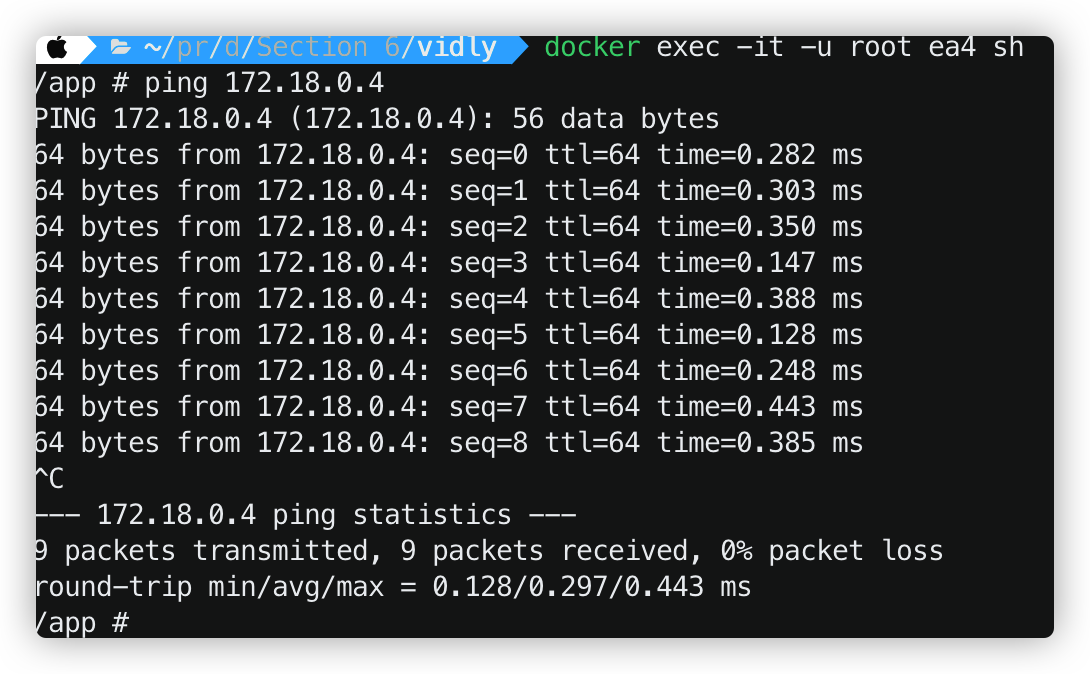 ~/pr/d/Section 6/vidly docker exec -it -u root ea4 sh
/app # ping 172.18.0.4
PING 172.18.0.4 (172.18.0.4): 56 data bytes
64 bytes from 172.18.0.4: seq=0 ttl=64 time=0.282 ms
64 bytes from 172.18.0.4: seq=1 ttl=64 time=0.303 ms
64 bytes from 172.18.0.4: seq=2 ttl=64 time=0.350 ms
64 bytes from 172.18.0.4: seq=3 ttl=64 time=0.147 ms
64 bytes from 172.18.0.4: seq=4 ttl=64 time=0.388 ms
64 bytes from 172.18.0.4: seq=5 ttl=64 time=0.128 ms
64 bytes from 172.18.0.4: seq=6 ttl=64 time=0.248 ms
64 bytes from 172.18.0.4: seq=7 ttl=64 time=0.443 ms
64 bytes from 172.18.0.4: seq=8 ttl=64 time=0.385 ms
^C
--- 172.18.0.4 ping statistics ---
9 packets transmitted, 9 packets received, 0% packet loss
round-trip min/avg/max = 0.128/0.297/0.443 ms
/app #